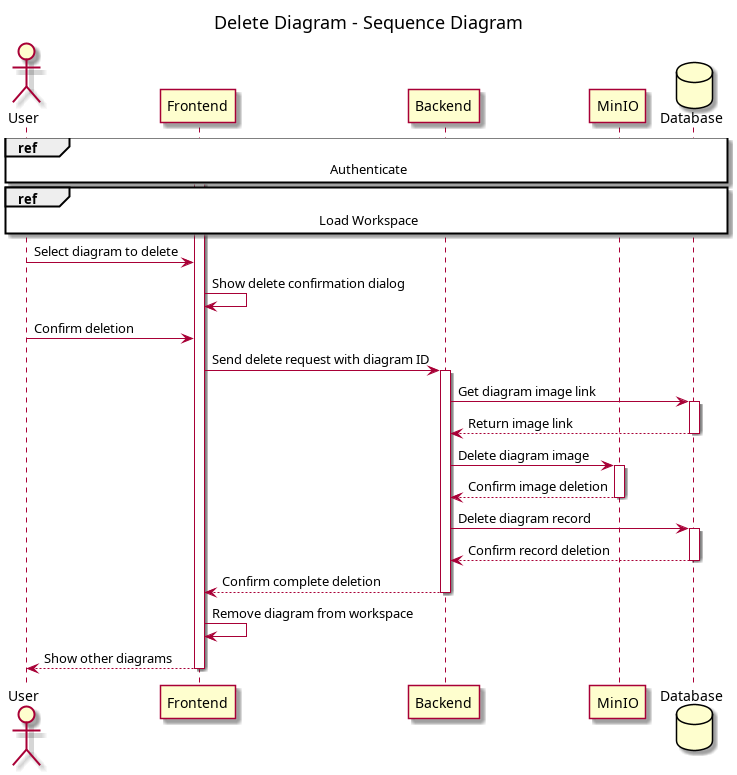 Delete Diagram - Sequence Diagram
User
Frontend
Backend
MinIO
Database
ref
Authenticate
ref
Load Workspace
Select diagram to delete
Show delete confirmation dialog
Confirm deletion
Send delete request with diagram ID
Get diagram image link
Return image link
Delete diagram image
Confirm image deletion
Delete diagram record
Confirm record deletion
Confirm complete deletion
Remove diagram from workspace
Show other diagrams
User
Frontend
Backend
MinIO
Database